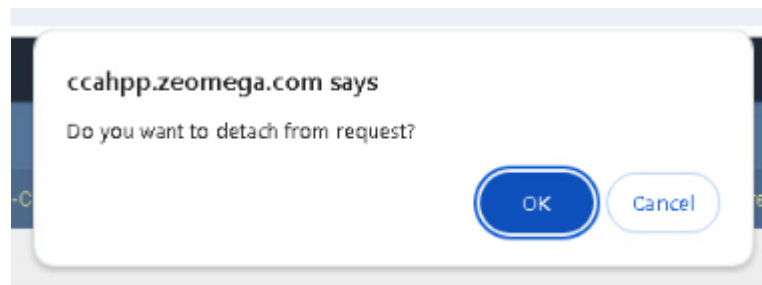 ccahpp.zeomega.com says
Do you want to detach from request?
OK
Cancel
-C